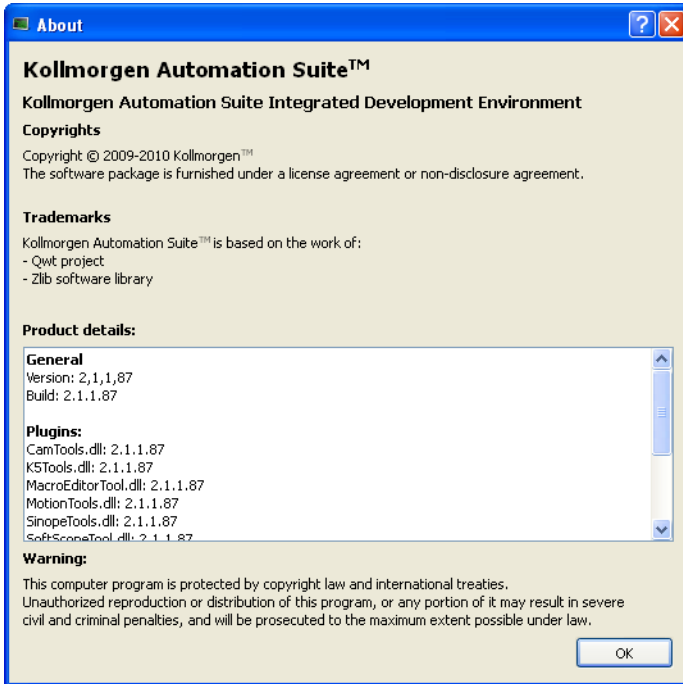 About
Kollmorgen Automation Suite™
Kollmorgen Automation Suite Integrated Development Environment
Copyrights
Copyright © 2009-2010 Kollmorgen™
The software package is furnished under a license agreement or non-disclosure agreement.
Trademarks
Kollmorgen Automation Suite™ is based on the work of:
- Qwt project
- Zlib software library
Product details:
General
Version: 2,1,1,87
Build: 2.1.1.87
Plugins:
CamTools.dll: 2.1.1.87
K5Tools.dll: 2.1.1.87
MacroEditorTool.dll: 2.1.1.87
MotionTools.dll: 2.1.1.87
SinopeTools.dll: 2.1.1.87
SoftScopeTool.dll: 2.1.1.87
Warning:
This computer program is protected by copyright law and international treaties.
Unauthorized reproduction or distribution of this program, or any portion of it may result in severe
civil and criminal penalties, and will be prosecuted to the maximum extent possible under law.
OK